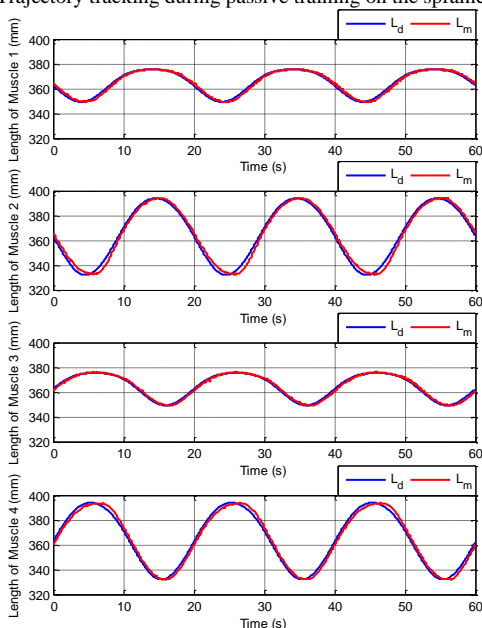 Trajectory tracking during passive training on the
L_d L_m
Length of Muscle 1 (mm)
400
380
360
340
320
0 10 20 30 40 50 60
Time (s)
L_d L_m
Length of Muscle 2 (mm)
400
380
360
340
320
0 10 20 30 40 50 60
Time (s)
L_d L_m
Length of Muscle 3 (mm)
400
380
360
340
320
0 10 20 30 40 50 60
Time (s)
L_d L_m
Length of Muscle 4 (mm)
400
380
360
340
320
0 10 20 30 40 50 60
Time (s)